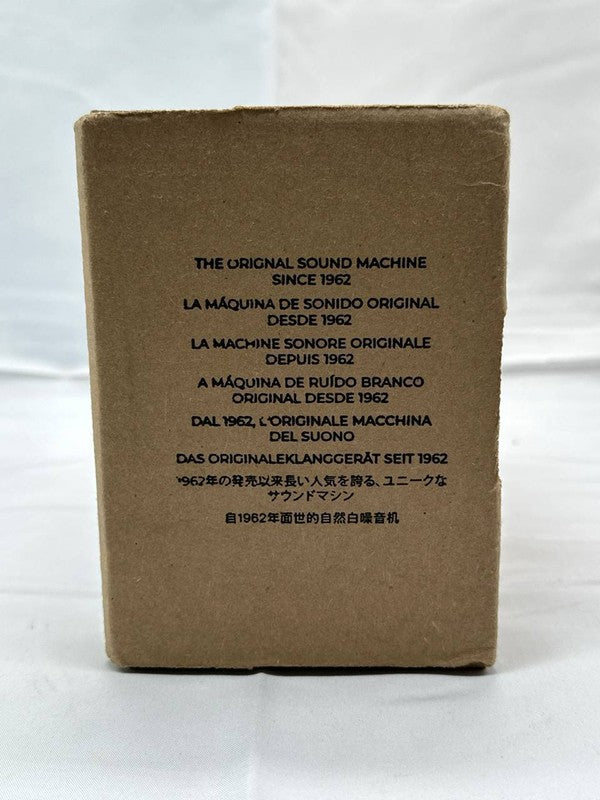 THE ORIGNAL SOUND MACHINE
SINCE 1962
LA MÁQUINA DE SONIDO ORIGINAL
DESDE 1962
LA MACHINE SONORE ORIGINALE
DEPUIS 1962
A MÁQUINA DE RUÍDO BRANCO
ORIGINAL DESDE 1962
DAL 1962, L'ORIGINALE MACCHINA
DEL SUONO
DAS ORIGINALEKLANGGERÄT SEIT 1962
1962年の発売以来長い人気を誇る、ユニークな
サウンドマシン
自1962年面世的自然白噪音机